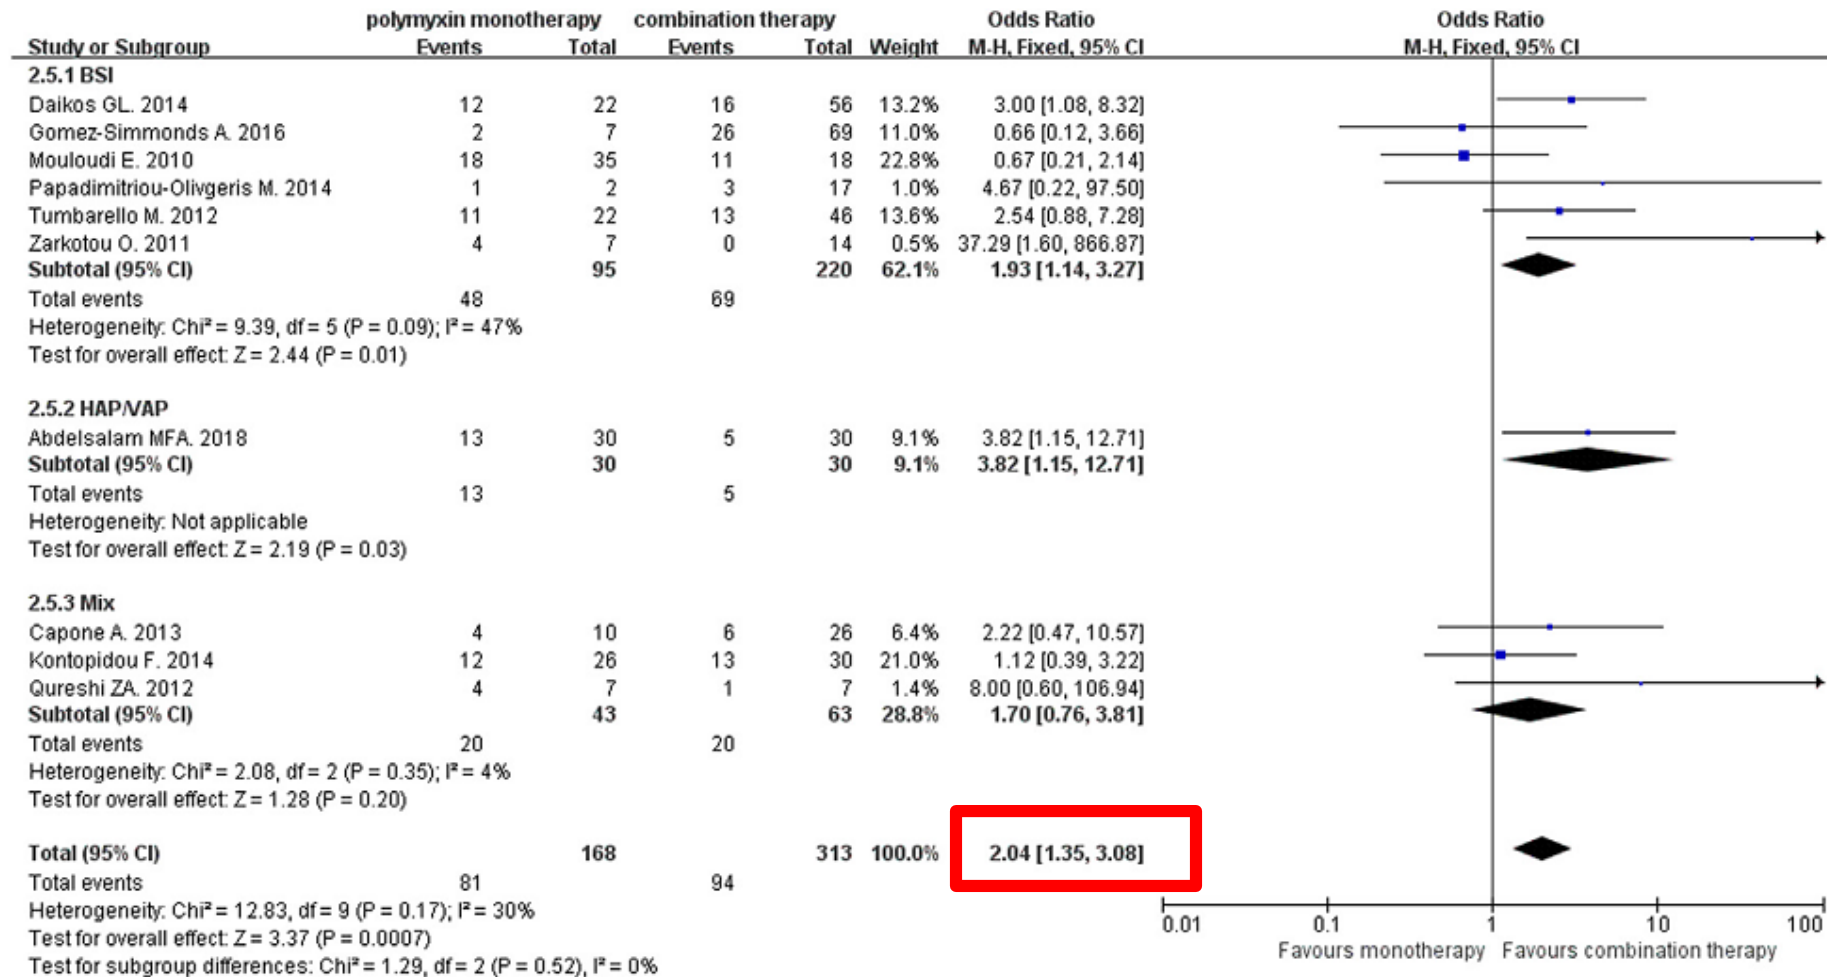 polymyxin monotherapy combination therapy Odds Ratio Odds Ratio
Study or Subgroup Events Total Events Total Weight M-H, Fixed, 95% CI M-H, Fixed, 95% CI
2.5.1 BSI
Daikos GL. 2014 12 22 16 56 13.2% 3.00 [1.08, 8.32]
Gomez-Simmonds A. 2016 2 7 26 69 11.0% 0.66 [0.12, 3.66]
Mouloudi E. 2010 18 35 11 18 22.8% 0.67 [0.21, 2.14]
Papadimitriou-Olivgeris M. 2014 1 2 3 17 1.0% 4.67 [0.22, 97.50]
Tumbarello M. 2012 11 22 13 46 13.6% 2.54 [0.88, 7.28]
Zarkotou O. 2011 4 7 0 14 0.5% 37.29 [1.60, 866.87]
Subtotal (95% CI) 95 220 62.1% 1.93 [1.14, 3.27]
Total events 48 69
Heterogeneity: Chi² = 9.39, df = 5 (P = 0.09); I² = 47%
Test for overall effect: Z = 2.44 (P = 0.01)
2.5.2 HAP/VAP
Abdelsalam MFA. 2018 13 30 5 30 9.1% 3.82 [1.15, 12.71]
Subtotal (95% CI) 30 30 9.1% 3.82 [1.15, 12.71]
Total events 13 5
Heterogeneity: Not applicable
Test for overall effect: Z = 2.19 (P = 0.03)
2.5.3 Mix
Capone A. 2013 4 10 6 26 6.4% 2.22 [0.47, 10.57]
Kontopidou F. 2014 12 26 13 30 21.0% 1.12 [0.39, 3.22]
Qureshi ZA. 2012 4 7 1 7 1.4% 8.00 [0.60, 106.94]
Subtotal (95% CI) 43 63 28.8% 1.70 [0.76, 3.81]
Total events 20 20
Heterogeneity: Chi² = 2.08, df = 2 (P = 0.35); I² = 4%
Test for overall effect: Z = 1.28 (P = 0.20)
Total (95% CI) 168 313 100.0% 2.04 [1.35, 3.08]
Total events 81 94
Heterogeneity: Chi² = 12.83, df = 9 (P = 0.17); I² = 30%
Test for overall effect: Z = 3.37 (P = 0.0007)
Test for subgroup differences: Chi² = 1.29, df = 2 (P = 0.52), I² = 0%
0.01 0.1 1 10 100
Favours monotherapy Favours combination therapy